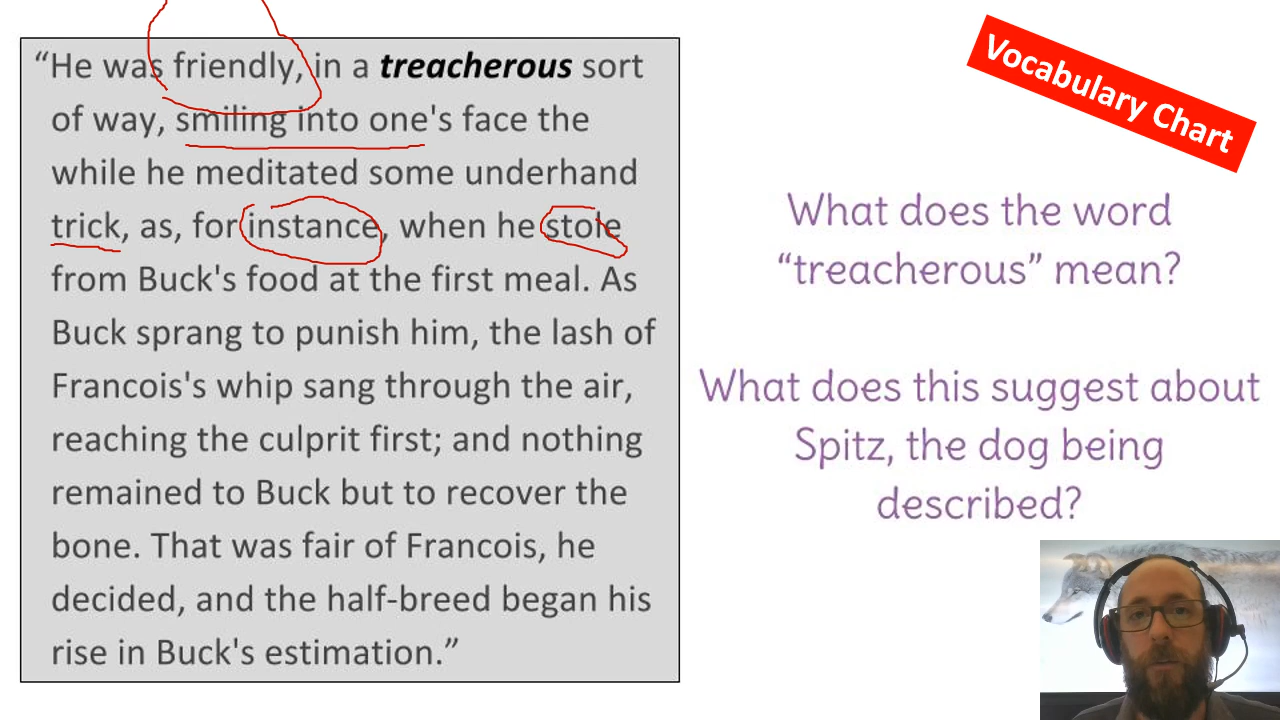 “He was friendly, in a treacherous sort
of way, smiling into one's face the
while he meditated some underhand
trick, as, for instance, when he stole
from Buck's food at the first meal. As
Buck sprang to punish him, the lash of
Francois's whip sang through the air,
reaching the culprit first; and nothing
remained to Buck but to recover the
bone. That was fair of Francois, he
decided, and the half-breed began his
rise in Buck's estimation.”
Vocabulary Chart
What does the word
“treacherous” mean?
What does this suggest about
Spitz, the dog being
described?